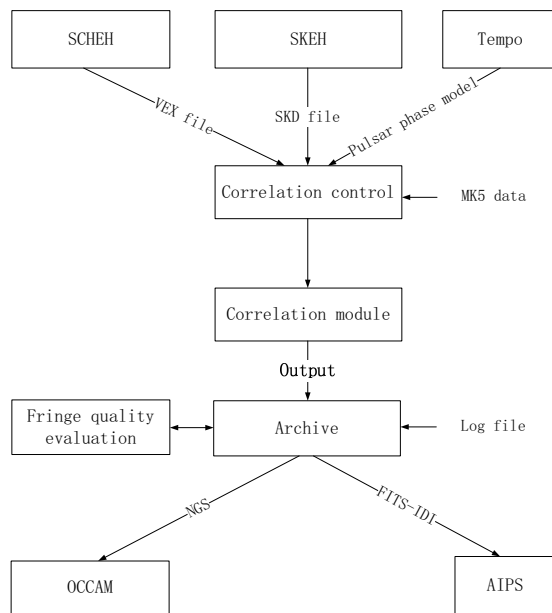 SCHEH
SKEH
Tempo
VEX file
SKD file
Pulsar phase model
Correlation control
MK5 data
Correlation module
Output
Fringe quality
evaluation
Archive
Log file
NGS
FITS-IDI
OCCAM
AIPS